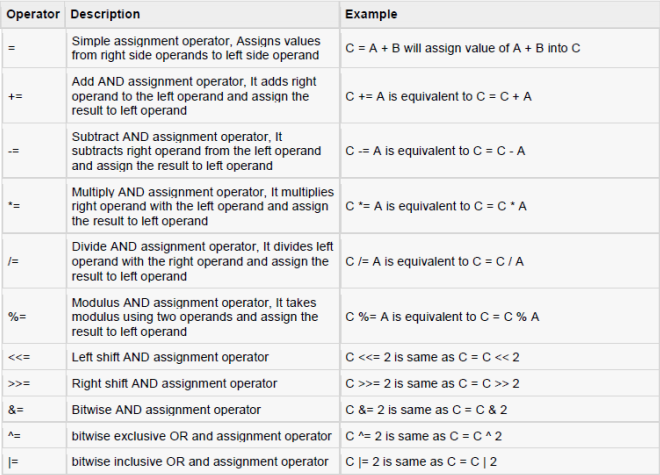 Operator Description Example
= Simple assignment operator, Assigns values from right side operands to left side operand C = A + B will assign value of A + B into C
+= Add AND assignment operator, It adds right operand to the left operand and assign the result to left operand C += A is equivalent to C = C + A
-= Subtract AND assignment operator, It subtracts right operand from the left operand and assign the result to left operand C -= A is equivalent to C = C - A
*= Multiply AND assignment operator, It multiplies right operand with the left operand and assign the result to left operand C *= A is equivalent to C = C * A
/= Divide AND assignment operator, It divides left operand with the right operand and assign the result to left operand C /= A is equivalent to C = C / A
%= Modulus AND assignment operator, It takes modulus using two operands and assign the result to left operand C %= A is equivalent to C = C % A
<<= Left shift AND assignment operator C <<= 2 is same as C = C << 2
>>= Right shift AND assignment operator C >>= 2 is same as C = C >> 2
&= Bitwise AND assignment operator C &= 2 is same as C = C & 2
^= bitwise exclusive OR and assignment operator C ^= 2 is same as C = C ^ 2
|= bitwise inclusive OR and assignment operator C |= 2 is same as C = C | 2